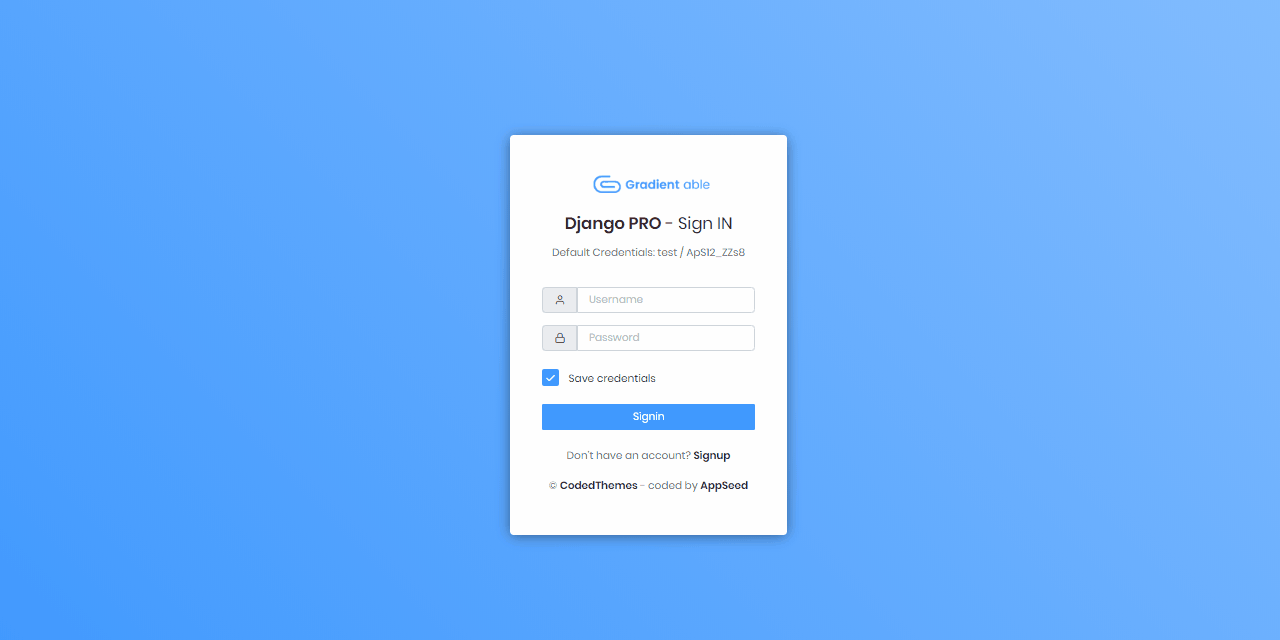 Gradient able
Django PRO - Sign IN
Default Credentials: test / ApS12_ZZs8
Username
Password
Save credentials
Signin
Don't have an account? Signup
© CodedThemes - coded by AppSeed